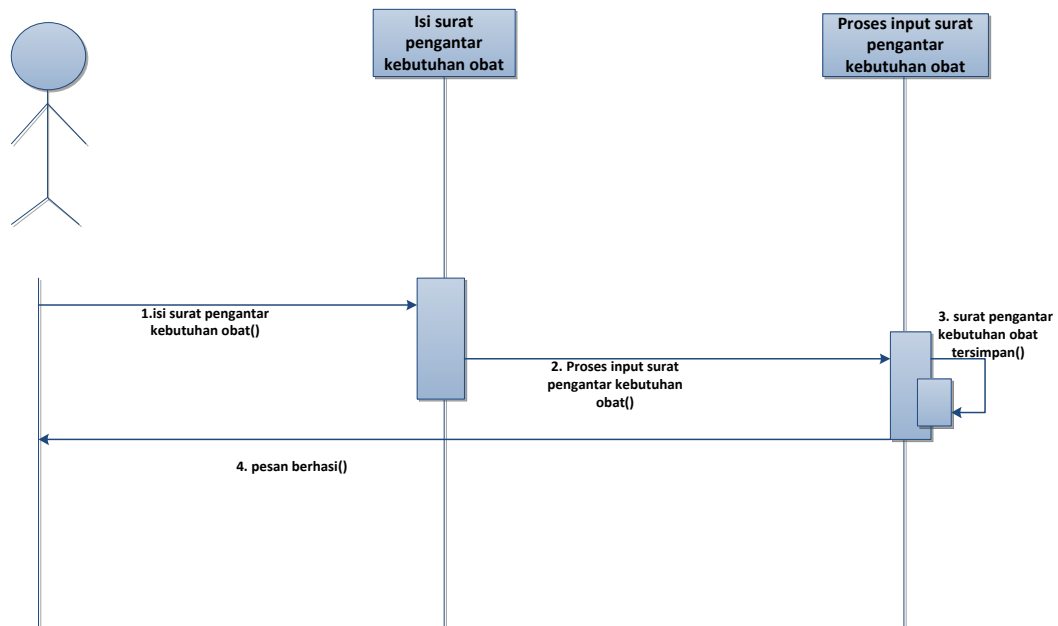 Isi surat
pengantar
kebutuhan obat
Proses input surat
pengantar
kebutuhan obat
1.isi surat pengantar
kebutuhan obat()
2. Proses input surat
pengantar kebutuhan
obat()
3. surat pengantar
kebutuhan obat
tersimpan()
4. pesan berhasi()